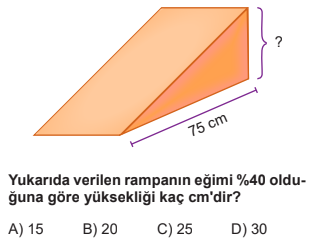 ?
75 cm
Yukarıda verilen rampanın eğimi %40 oldu-
ğuna göre yüksekliği kaç cm'dir?
A) 15 B) 20 C) 25 D) 30